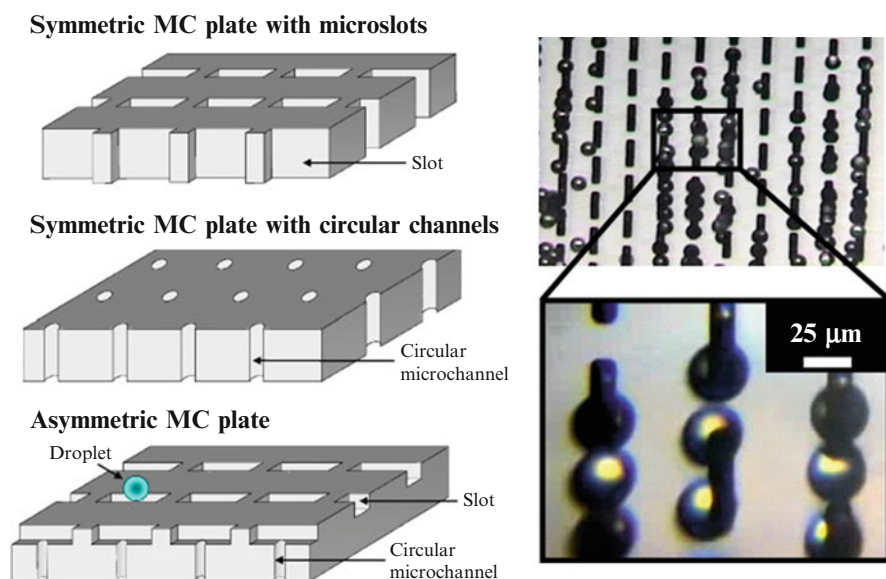 Symmetric MC plate with microslots
Slot
Symmetric MC plate with circular channels
Circular
microchannel
Asymmetric MC plate
Droplet
Slot
Circular
microchannel
25 μm